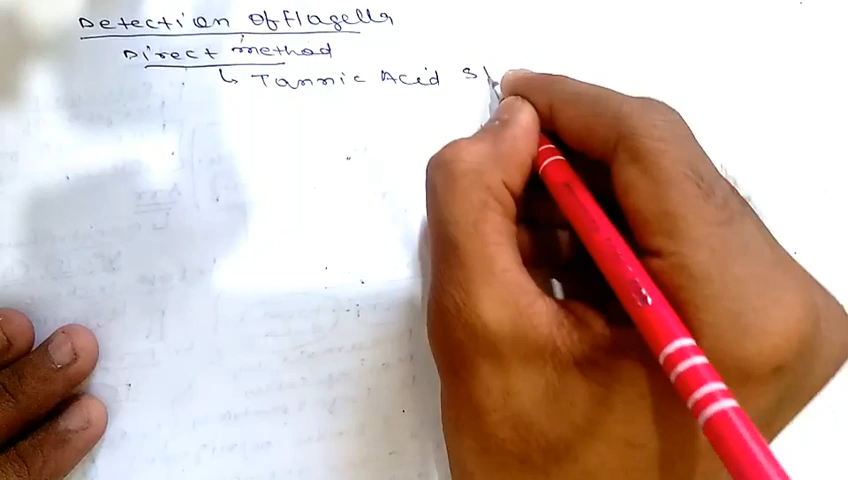 Detection of Flagella
Direct method
↳ Tannic Acid s